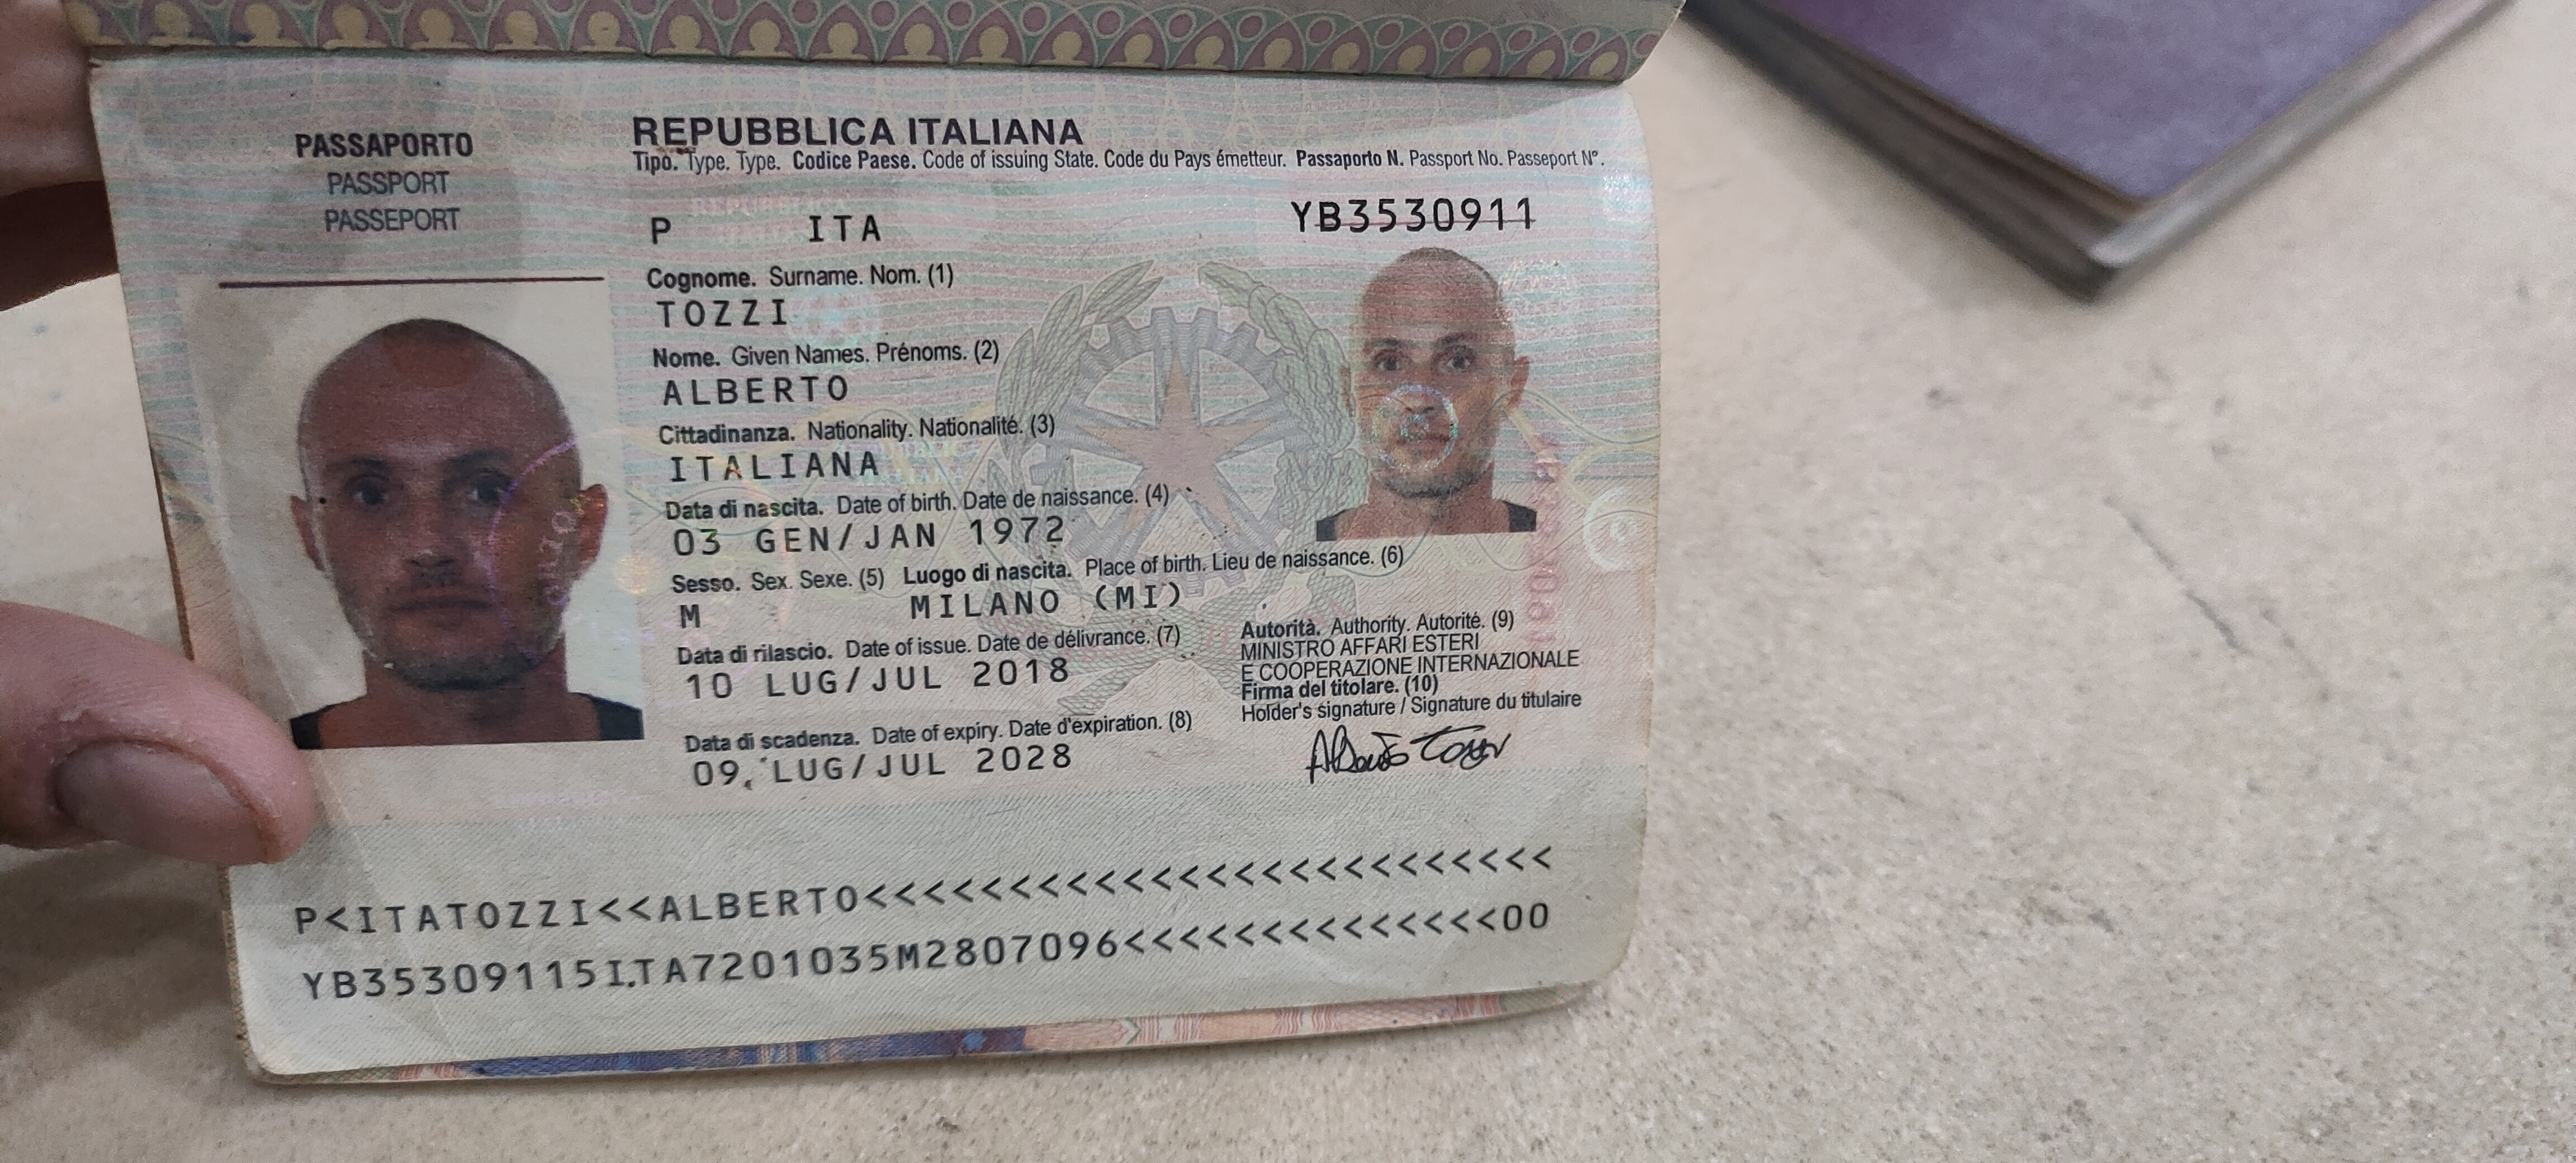 PASSAPORTO
PASSPORT
PASSEPORT
REPUBBLICA ITALIANA
Tipo. Type. Type. Codice Paese. Code of issuing State. Code du Pays émetteur. Passaporto N. Passport No. Passeport N°.
P ITA YB3530911
Cognome. Surname. Nom. (1)
TOZZI
Nome. Given Names. Prénoms. (2)
ALBERTO
Cittadinanza. Nationality. Nationalité. (3)
ITALIANA
Data di nascita. Date of birth. Date de naissance. (4)
03 GEN/JAN 1972
Sesso. Sex. Sexe. (5) Luogo di nascita. Place of birth. Lieu de naissance. (6)
M MILANO (MI)
Data di rilascio. Date of issue. Date de délivrance. (7)
10 LUG/JUL 2018
Data di scadenza. Date of expiry. Date d'expiration. (8)
09 LUG/JUL 2028
Autorità. Authority. Autorité. (9)
MINISTRO AFFARI ESTERI
E COOPERAZIONE INTERNAZIONALE
Firma del titolare. (10)
Holder's signature / Signature du titulaire
Alberto Tozzi
P<ITATOZZI<<ALBERTO<<<<<<<<<<<<<<<<<<<<<<<<<
YB35309115ITA7201035M2807096<<<<<<<<<<<<<<00